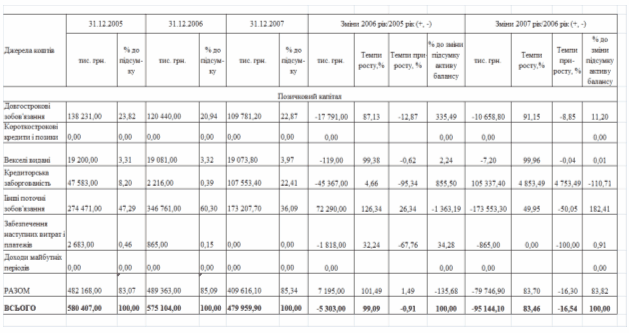 Джерела коштів 31.12.2005 31.12.2006 31.12.2007 Зміни 2006 рік/2005 рік (+, -) Зміни 2007 рік/2006 рік (+, -)
тис. грн. % до підсум-ку тис. грн. % до підсум-ку тис. грн. % до підсум-ку тис. грн. Темпи росту,% Темпи при-росту, % % до зміни підсумку активу балансу тис. грн. Темпи росту,% Темпи при-росту, % % до зміни підсумку активу балансу
Позичковий капітал
Довгострокові
зобов'язання 138 231,00 23,82 120 440,00 20,94 109 781,20 22,87 -17 791,00 87,13 -12,87 335,49 -10 658,80 91,15 -8,85 11,20
Короткострокові
кредити і позики 0,00 0,00 0,00 0,00 0,00 0,00 0,00 0,00 0,00 0,00
Векселі видані 19 200,00 3,31 19 081,00 3,32 19 073,80 3,97 -119,00 99,38 -0,62 2,24 -7,20 99,96 -0,04 0,01
Кредиторська
заборгованість 47 583,00 8,20 2 216,00 0,39 107 553,40 22,41 -45 367,00 4,66 -95,34 855,50 105 337,40 4 853,49 4 753,49 -110,71
Інші поточні
зобов'язання 274 471,00 47,29 346 761,00 60,30 173 207,70 36,09 72 290,00 126,34 26,34 -1 363,19 -173 553,30 49,95 -50,05 182,41
Забезпечення
наступних витрат і
платежів 2 683,00 0,46 865,00 0,15 0,00 0,00 -1 818,00 32,24 -67,76 34,28 -865,00 0,00 -100,00 0,91
Доходи майбутніх
періодів 0,00 0,00 0,00 0,00 0,00 0,00 0,00 0,00 0,00 0,00
РАЗОМ 482 168,00 83,07 489 363,00 85,09 409 616,10 85,34 7 195,00 101,49 1,49 -135,68 -79 746,90 83,70 -16,30 83,82
ВСЬОГО 580 407,00 100,00 575 104,00 100,00 479 959,90 100,00 -5 303,00 99,09 -0,91 100,00 -95 144,10 83,46 -16,54 100,00